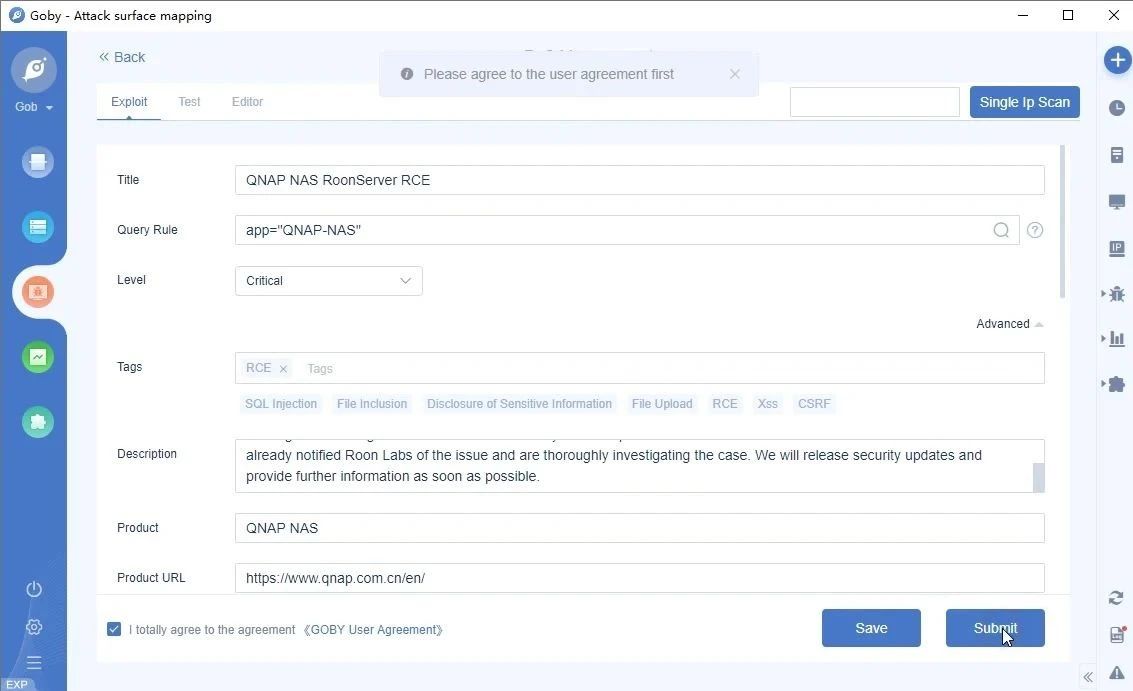 Goby - Attack surface mapping
Back
Please agree to the user agreement first
Gob
Exploit Test Editor
Single Ip Scan
Title QNAP NAS RoonServer RCE
Query Rule app="QNAP-NAS"
Level Critical
Advanced
Tags RCE Tags
SQL Injection File Inclusion Disclosure of Sensitive Information File Upload RCE Xss CSRF
already notified Roon Labs of the issue and are thoroughly investigating the case. We will release security updates and
Description
provide further information as soon as possible.
Product QNAP NAS
Product URL https://www.qnap.com.cn/en/
I totally agree to the agreement 《GOBY User Agreement》
Save Submit
IP
EXP